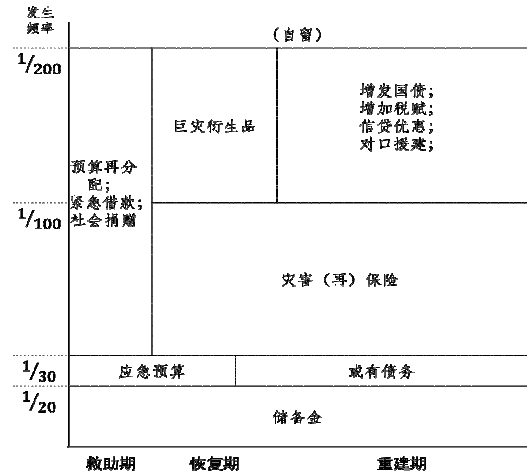 发生
频率
（自留）
1/200
增发国债；
增加税赋；
信贷优惠；
对口援建；
巨灾衍生品
预算再分
配；
紧急借款；
社会捐赠
1/100
灾害（再）保险
1/30
应急预算
或有债务
1/20
储备金
救助期
恢复期
重建期